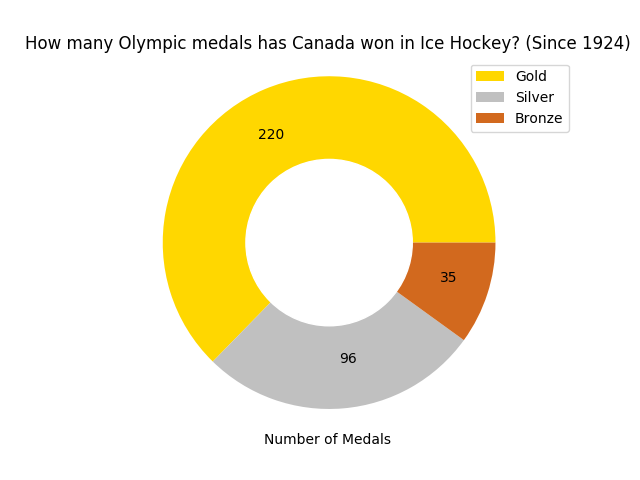 How many Olympic medals has Canada won in Ice Hockey? (Since 1924)
Gold
Silver
Bronze
220
35
96
Number of Medals